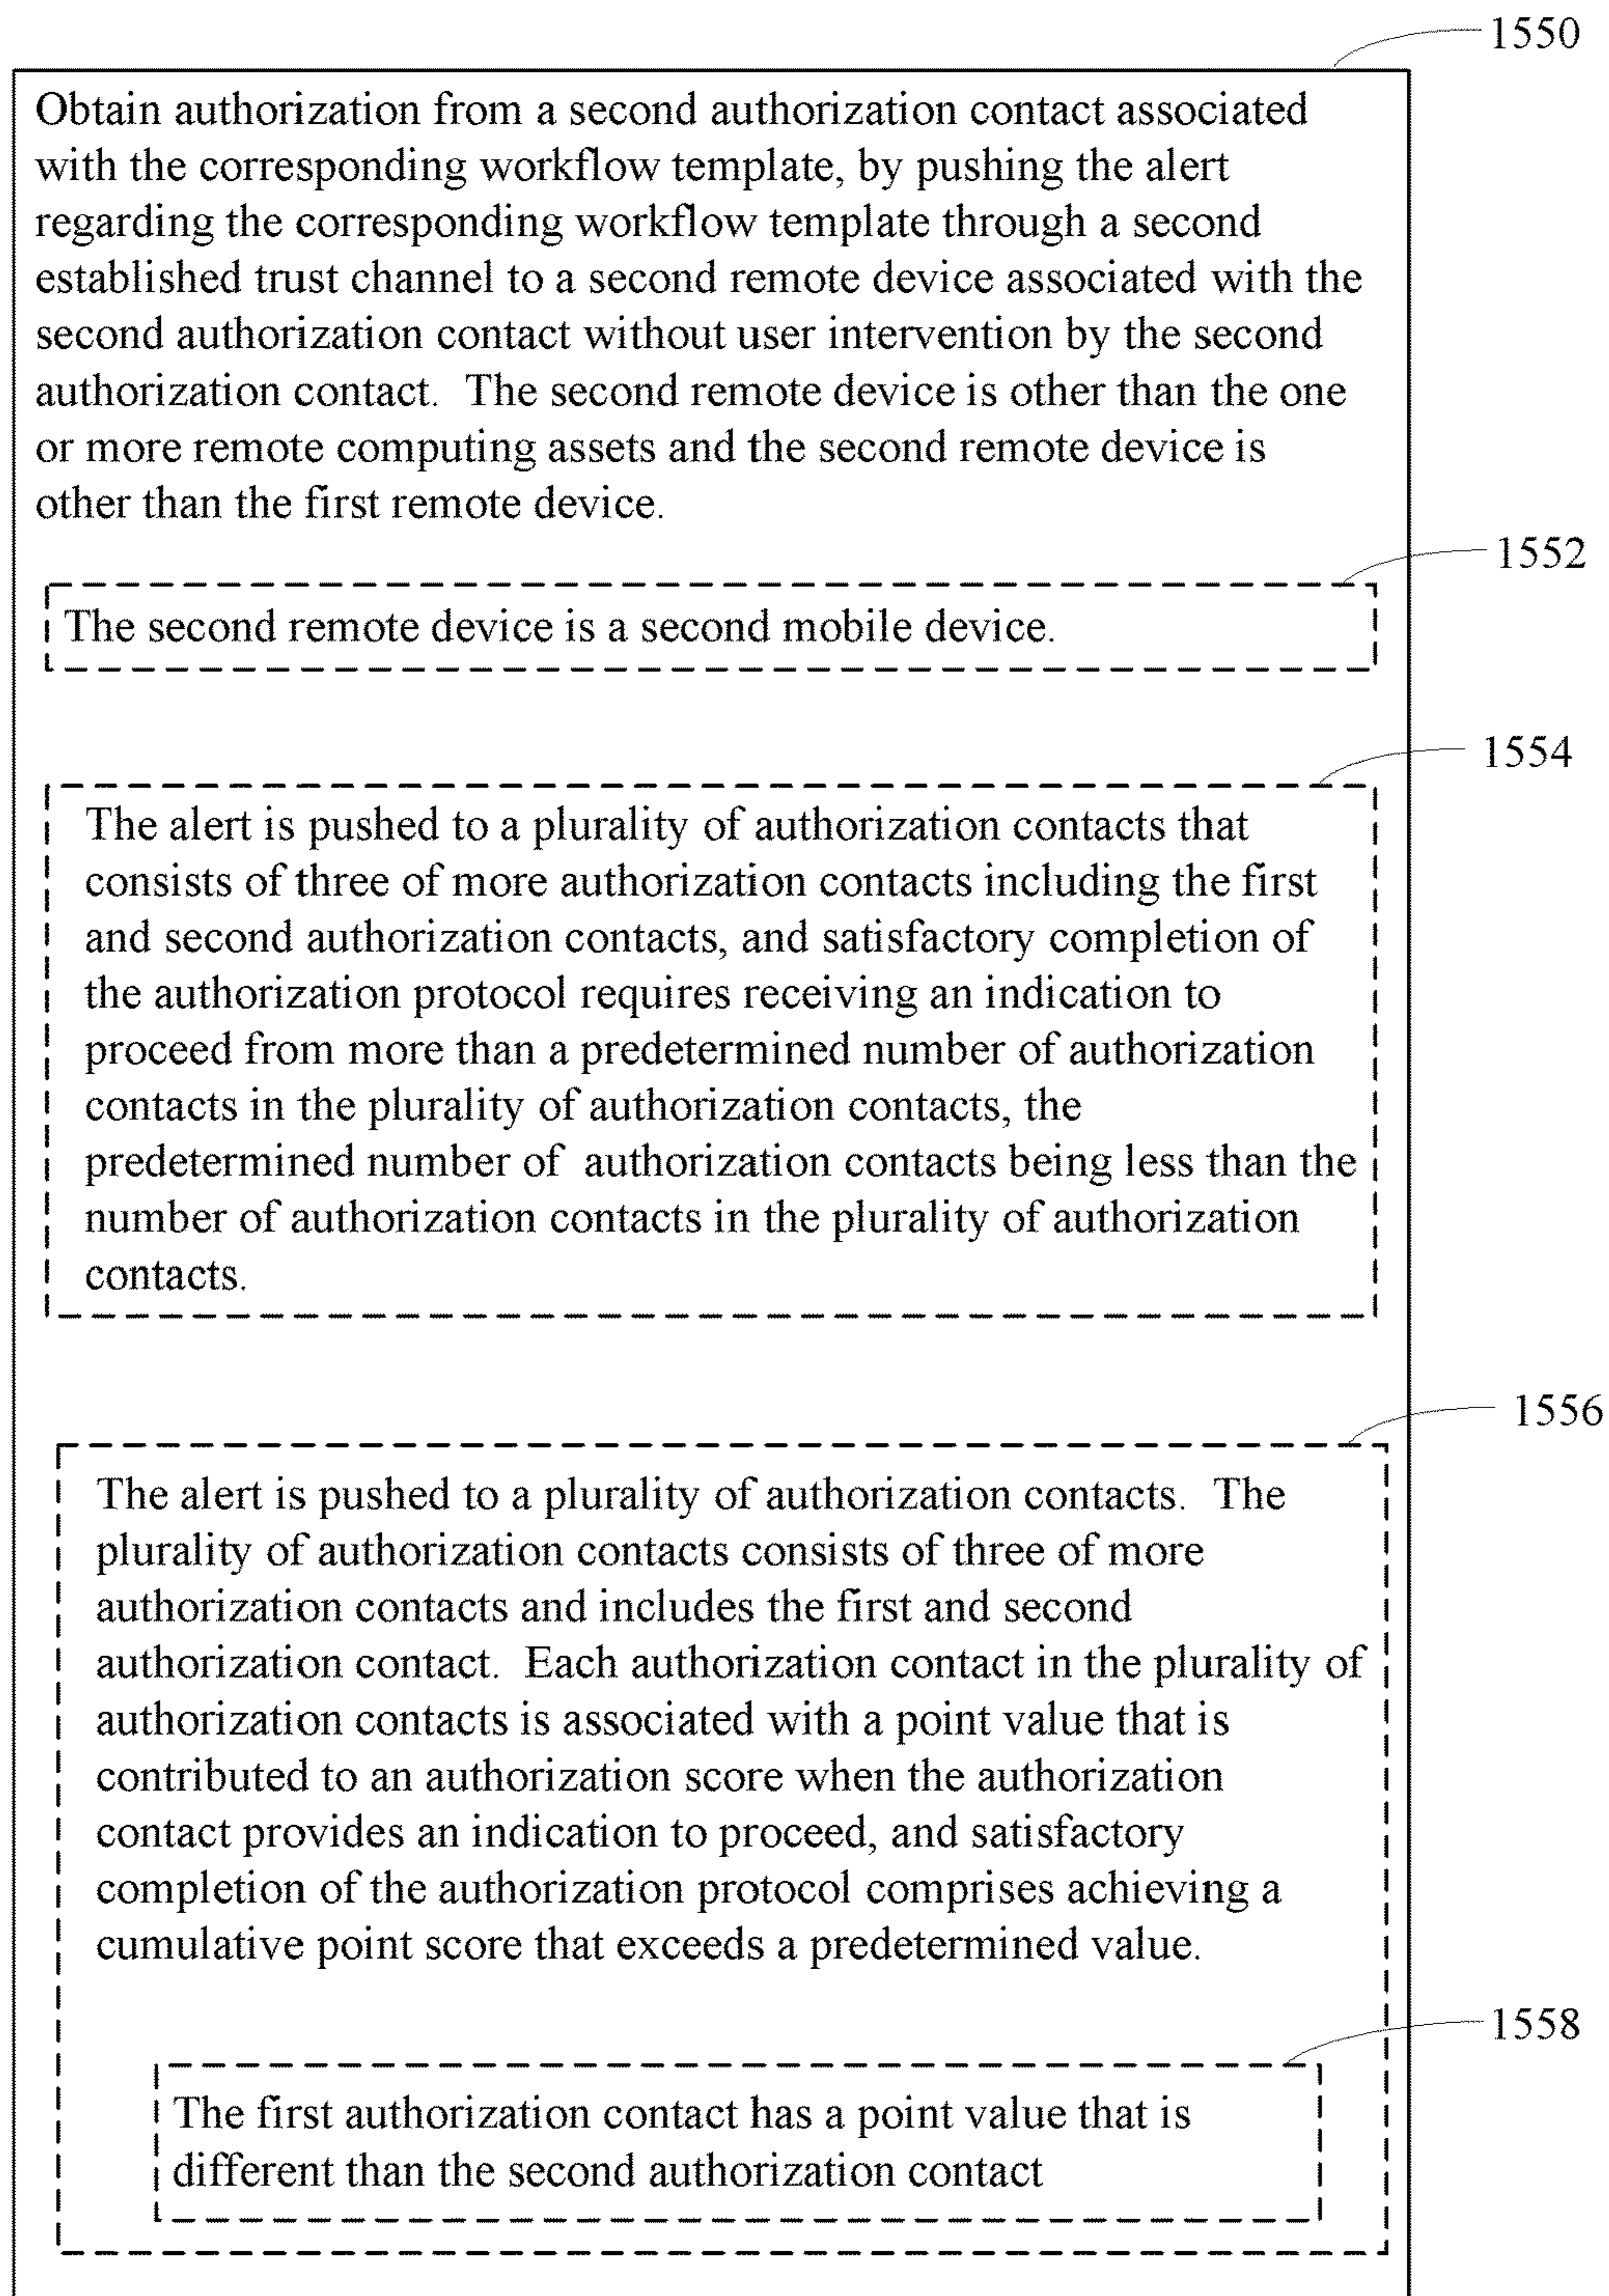 1550
Obtain authorization from a second authorization contact associated
with the corresponding workflow template, by pushing the alert
regarding the corresponding workflow template through a second
established trust channel to a second remote device associated with the
second authorization contact without user intervention by the second
authorization contact.  The second remote device is other than the one
or more remote computing assets and the second remote device is
other than the first remote device.
1552
The second remote device is a second mobile device.
1554
The alert is pushed to a plurality of authorization contacts that
consists of three of more authorization contacts including the first
and second authorization contacts, and satisfactory completion of
the authorization protocol requires receiving an indication to
proceed from more than a predetermined number of authorization
contacts in the plurality of authorization contacts, the
predetermined number of  authorization contacts being less than the
number of authorization contacts in the plurality of authorization
contacts.
1556
The alert is pushed to a plurality of authorization contacts.  The
plurality of authorization contacts consists of three of more
authorization contacts and includes the first and second
authorization contact.  Each authorization contact in the plurality of
authorization contacts is associated with a point value that is
contributed to an authorization score when the authorization
contact provides an indication to proceed, and satisfactory
completion of the authorization protocol comprises achieving a
cumulative point score that exceeds a predetermined value.
1558
The first authorization contact has a point value that is
different than the second authorization contact